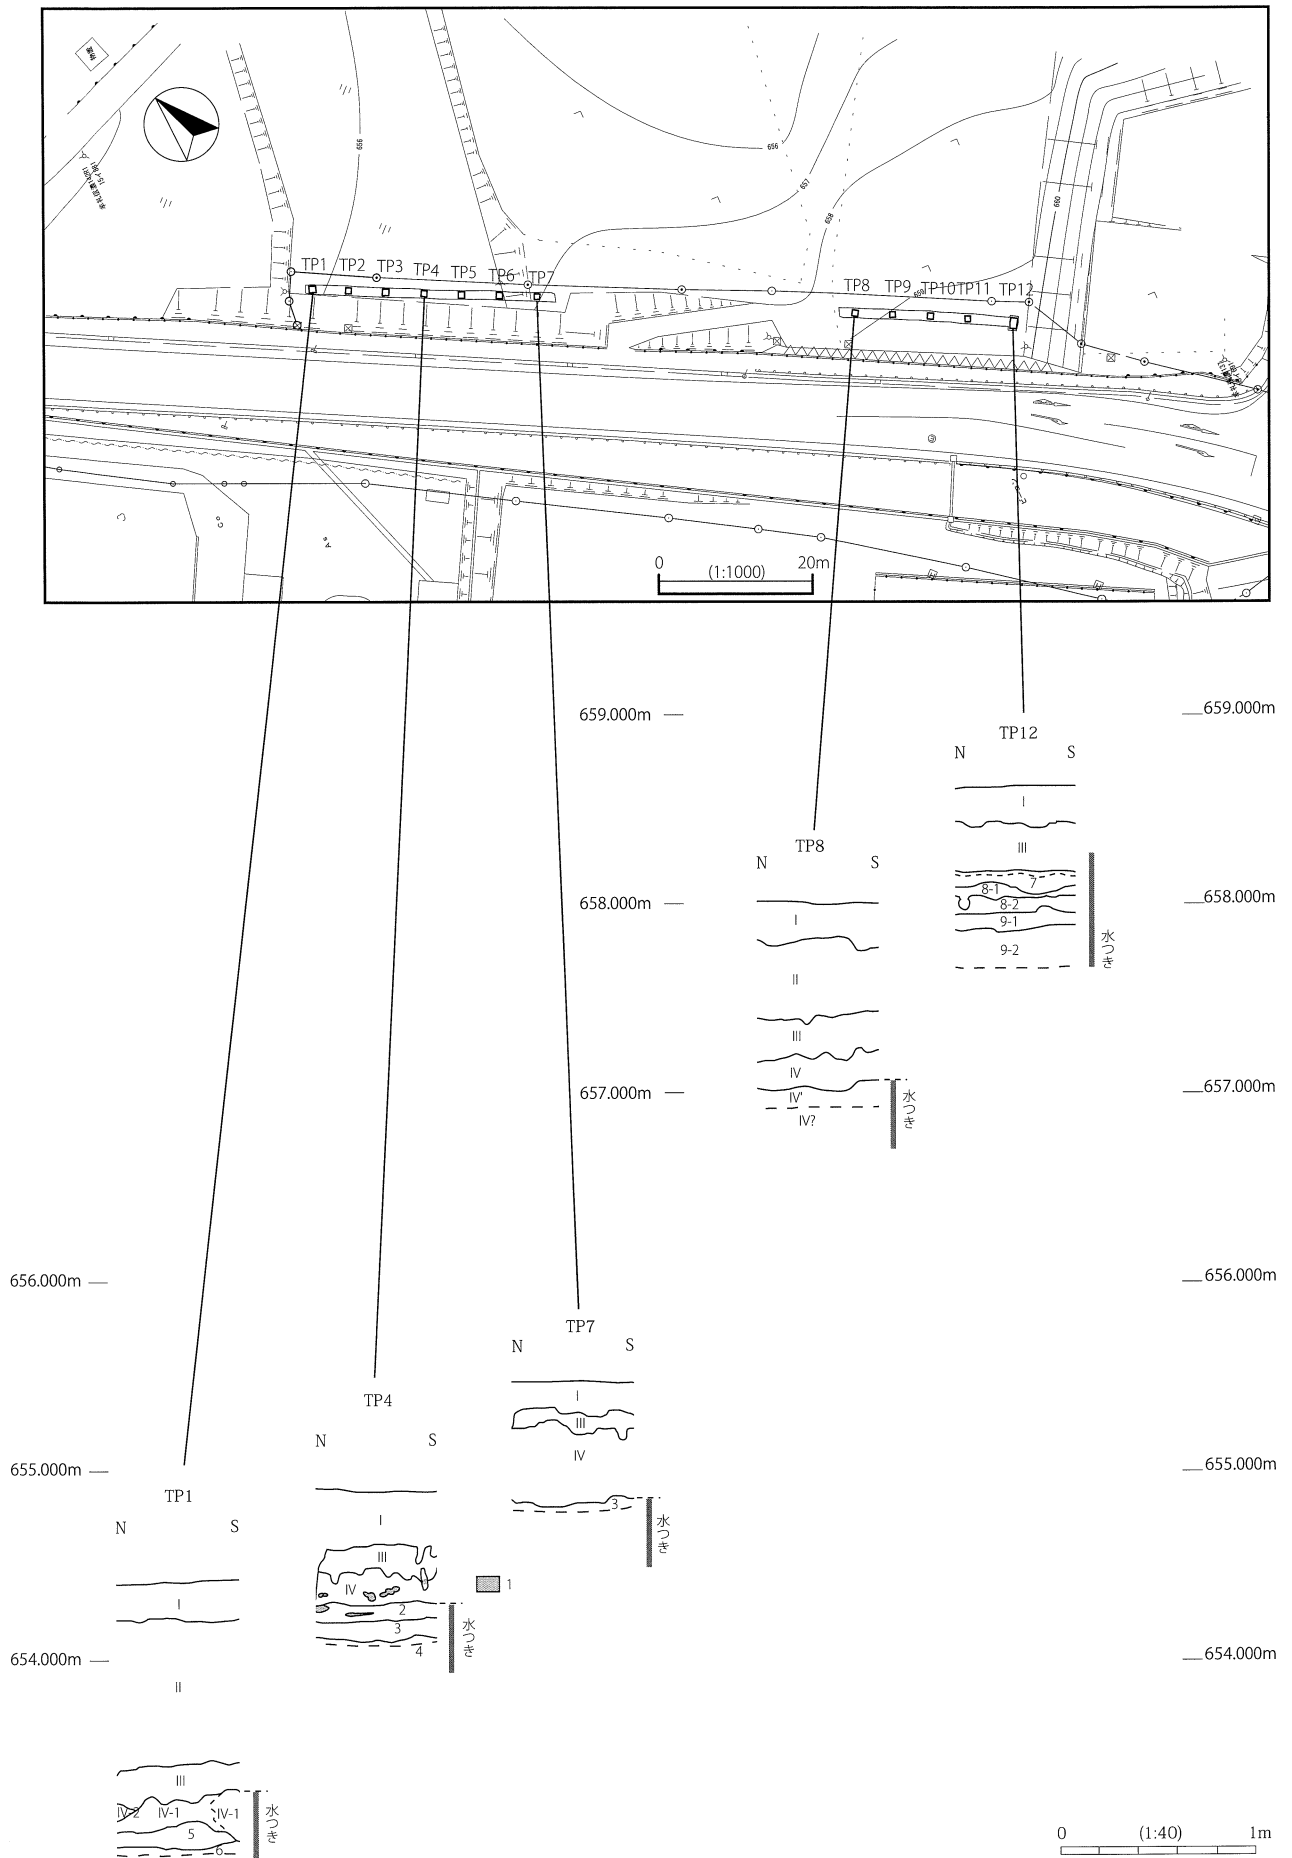 656
656
657
658
660
659
TP1 TP2 TP3 TP4 TP5 TP6 TP7
TP8 TP9 TP10 TP11 TP12
0 (1:1000) 20m
659.000m
659.000m
TP12
N S
I
III
7
8-1
8-2
9-1
9-2
水つき
TP8
N S
658.000m
658.000m
I
II
III
IV
IV'
IV?
水つき
657.000m
657.000m
656.000m
656.000m
TP7
N S
I
III
IV
3
水つき
TP4
N S
I
III
IV
1
2
3
4
水つき
655.000m
655.000m
TP1
N S
I
II
III
IV-2 IV-1 IV-1
5
6
水つき
654.000m
654.000m
0 (1:40) 1m